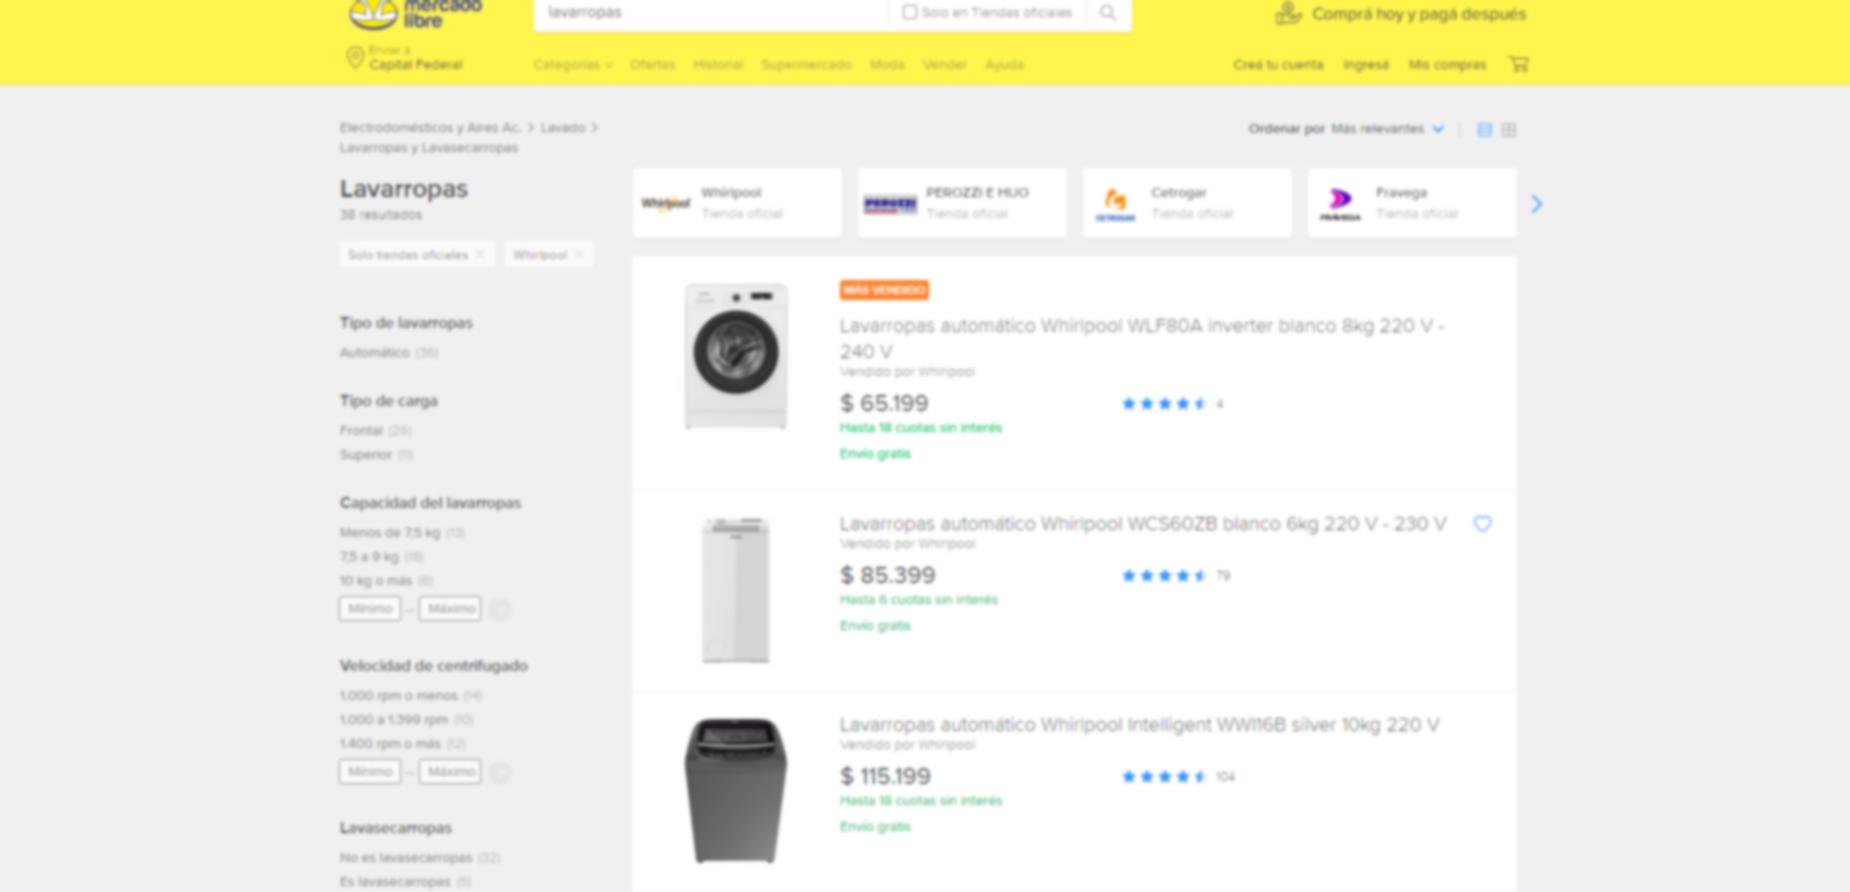 mercado
libre
lavarropas
Solo en Tiendas oficiales
Comprá hoy y pagá después
Enviar a
Capital Federal
Categorías
Ofertas
Historial
Supermercado
Moda
Vender
Ayuda
Creá tu cuenta
Ingresá
Mis compras
Electrodomésticos y Aires Ac. > Lavado >
Lavarropas y Lavasecarropas
Ordenar por Más relevantes
Lavarropas
38 resultados
Solo tiendas oficiales ×
Whirlpool ×
Whirlpool
Whirlpool
Tienda oficial
PEROZZI
PEROZZI E HIJO
Tienda oficial
CETROGAR
Cetrogar
Tienda oficial
FRAVEGA
Fravega
Tienda oficial
Tipo de lavarropas
Automático (36)
Tipo de carga
Frontal (26)
Superior (11)
Capacidad del lavarropas
Menos de 7,5 kg (13)
7,5 a 9 kg (18)
10 kg o más (6)
Mínimo — Máximo
Velocidad de centrifugado
1.000 rpm o menos (14)
1.000 a 1.399 rpm (10)
1.400 rpm o más (12)
Mínimo — Máximo
Lavasecarropas
No es lavasecarropas (32)
Es lavasecarropas (5)
MÁS VENDIDO
Lavarropas automático Whirlpool WLF80A inverter blanco 8kg 220 V -
240 V
Vendido por Whirlpool
$ 65.199
4
Hasta 18 cuotas sin interés
Envío gratis
Lavarropas automático Whirlpool WCS60ZB blanco 6kg 220 V - 230 V
Vendido por Whirlpool
$ 85.399
79
Hasta 6 cuotas sin interés
Envío gratis
Lavarropas automático Whirlpool Intelligent WWI16B silver 10kg 220 V
Vendido por Whirlpool
$ 115.199
104
Hasta 18 cuotas sin interés
Envío gratis